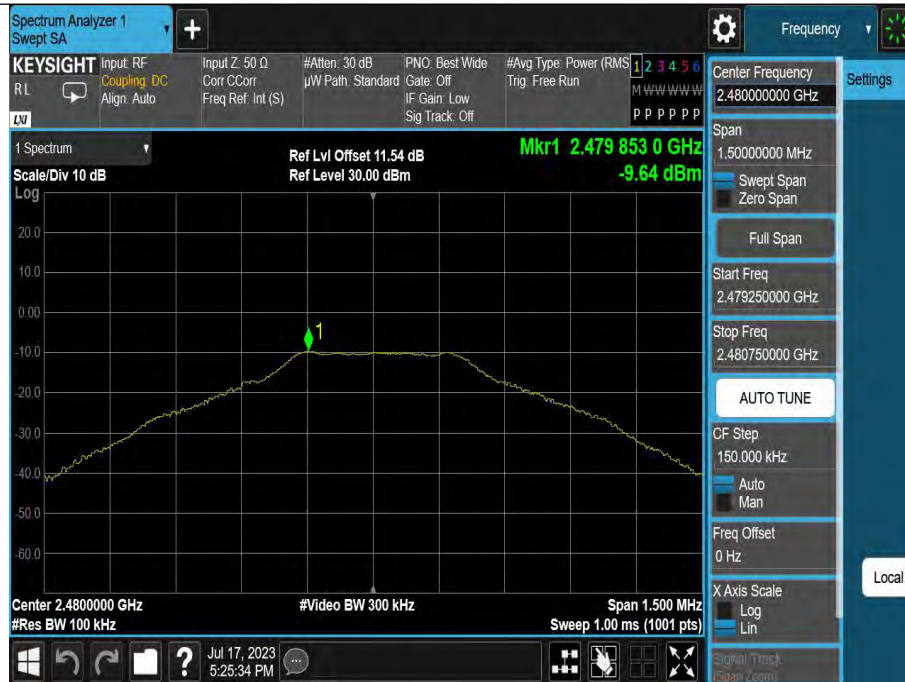 Spectrum Analyzer 1
Swept SA
+
Frequency
KEYSIGHT
RL
LXI
Input: RF
Coupling: DC
Align: Auto
Input Z: 50 Ω
Corr CCorr
Freq Ref: Int (S)
#Atten: 30 dB
µW Path: Standard
PNO: Best Wide
Gate: Off
IF Gain: Low
Sig Track: Off
#Avg Type: Power (RMS
Trig: Free Run
1 2 3 4 5 6
M W W W W W
P P P P P P
1 Spectrum
Scale/Div 10 dB
Log
Ref Lvl Offset 11.54 dB
Ref Level 30.00 dBm
Mkr1 2.479 853 0 GHz
-9.64 dBm
20.0
10.0
0.00
-10.0
-20.0
-30.0
-40.0
-50.0
-60.0
1
Center 2.4800000 GHz
#Res BW 100 kHz
#Video BW 300 kHz
Span 1.500 MHz
Sweep 1.00 ms (1001 pts)
Center Frequency
2.480000000 GHz
Settings
Span
1.50000000 MHz
Swept Span
Zero Span
Full Span
Start Freq
2.479250000 GHz
Stop Freq
2.480750000 GHz
AUTO TUNE
CF Step
150.000 kHz
Auto
Man
Freq Offset
0 Hz
Local
X Axis Scale
Log
Lin
Signal Track
(Span Zoom)
?
Jul 17, 2023
5:25:34 PM